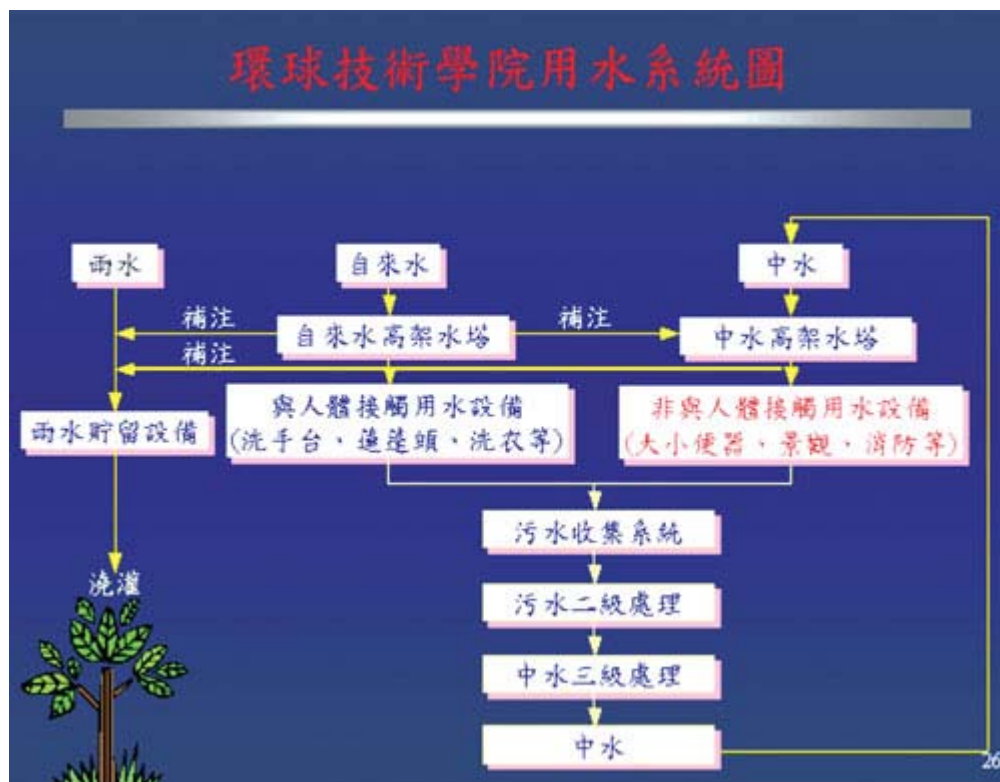 環球技術學院用水系統圖
雨水
自來水
中水
補注
自來水高架水塔
補注
中水高架水塔
補注
雨水貯留設備
與人體接觸用水設備
(洗手台、蓮蓬頭、洗衣等)
非與人體接觸用水設備
(大小便器、景觀、消防等)
污水收集系統
澆灌
污水二級處理
中水三級處理
中水
26